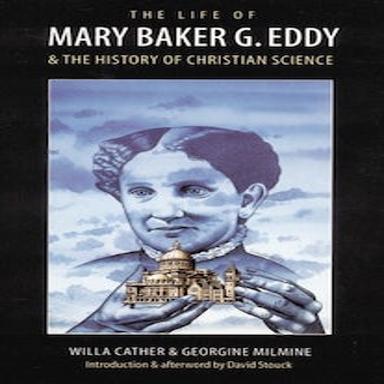 THE LIFE OF
MARY BAKER G. EDDY
& THE HISTORY OF CHRISTIAN SCIENCE
WILLA CATHER & GEORGINE MILMINE
Introduction & afterword by David Stouck